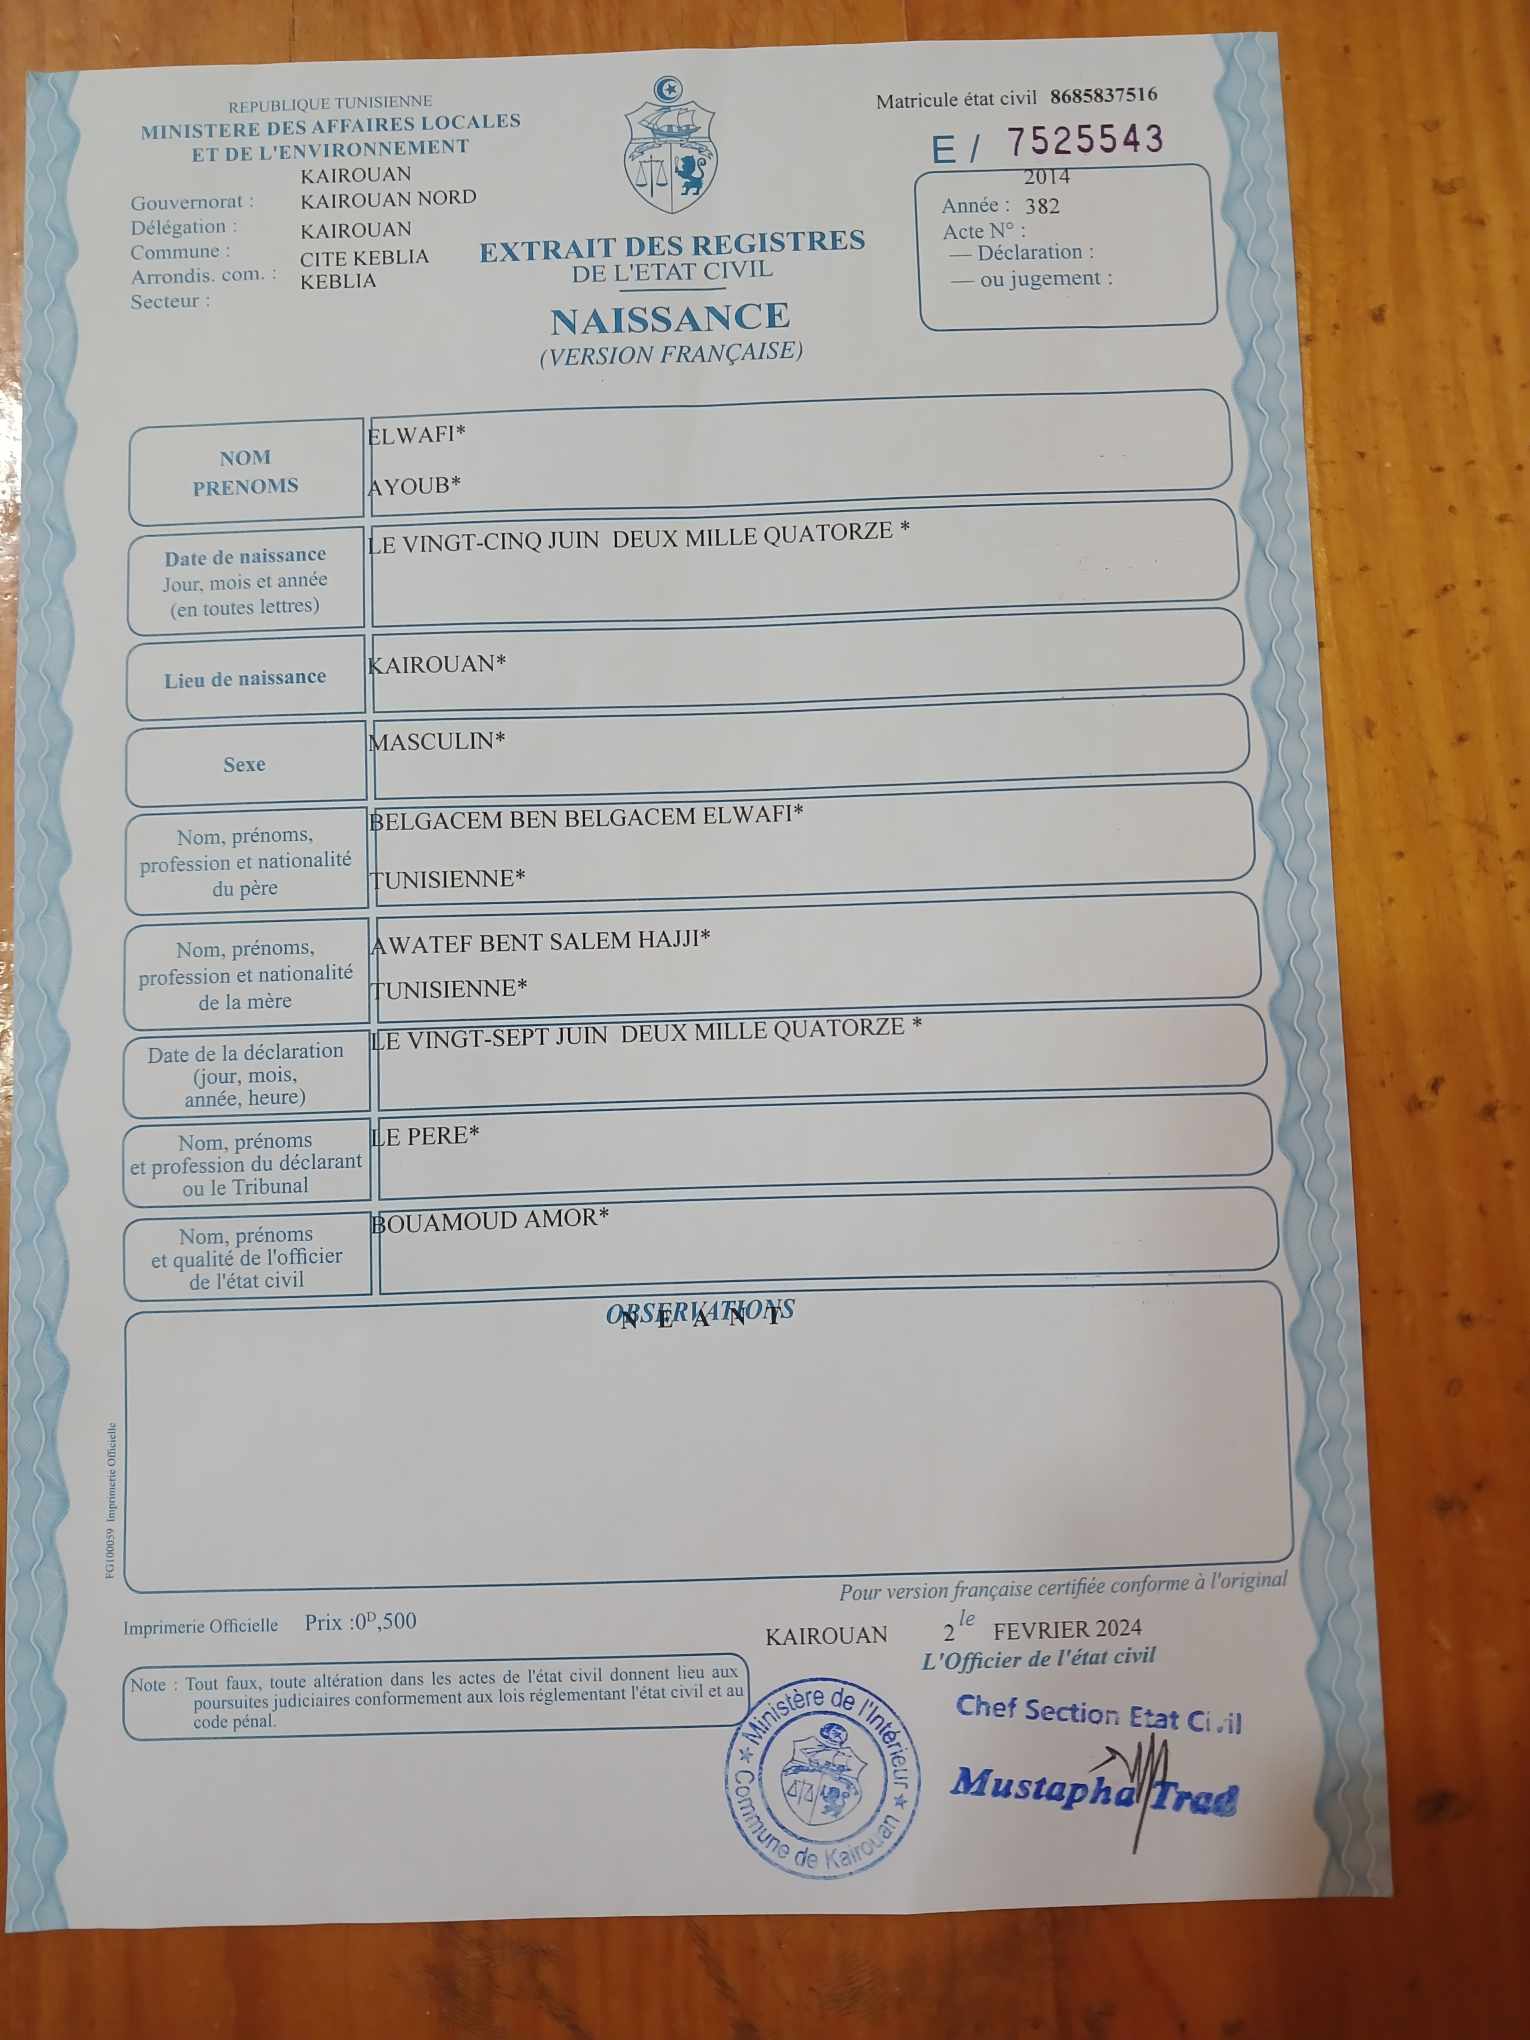 REPUBLIQUE TUNISIENNE
MINISTERE DES AFFAIRES LOCALES
ET DE L'ENVIRONNEMENT
KAIROUAN
Gouvernorat : KAIROUAN NORD
Délégation : KAIROUAN
Commune : CITE KEBLIA
Arrondis. com. : KEBLIA
Secteur :
Matricule état civil 8685837516
E / 7525543
2014
Année : 382
Acte N° :
— Déclaration :
— ou jugement :
EXTRAIT DES REGISTRES
DE L'ETAT CIVIL
NAISSANCE
(VERSION FRANÇAISE)
NOM ELWAFI*
PRENOMS AYOUB*
Date de naissance LE VINGT-CINQ JUIN DEUX MILLE QUATORZE *
Jour, mois et année
(en toutes lettres)
Lieu de naissance KAIROUAN*
Sexe MASCULIN*
Nom, prénoms, BELGACEM BEN BELGACEM ELWAFI*
profession et nationalité
du père TUNISIENNE*
Nom, prénoms, AWATEF BENT SALEM HAJJI*
profession et nationalité
de la mère TUNISIENNE*
Date de la déclaration LE VINGT-SEPT JUIN DEUX MILLE QUATORZE *
(jour, mois,
année, heure)
Nom, prénoms LE PERE*
et profession du déclarant
ou le Tribunal
Nom, prénoms BOUAMOUD AMOR*
et qualité de l'officier
de l'état civil
OBSERVATIONS
N E A N T
FG100059 Imprimerie Officielle
Pour version française certifiée conforme à l'original
Imprimerie Officielle Prix :0D,500
KAIROUAN 2 le FEVRIER 2024
L'Officier de l'état civil
Note : Tout faux, toute altération dans les actes de l'état civil donnent lieu aux
poursuites judiciaires conformement aux lois réglementant l'état civil et au
code pénal.
Ministère de l'Intérieur
Commune de Kairouan
Chef Section Etat Civil
Mustapha Trad